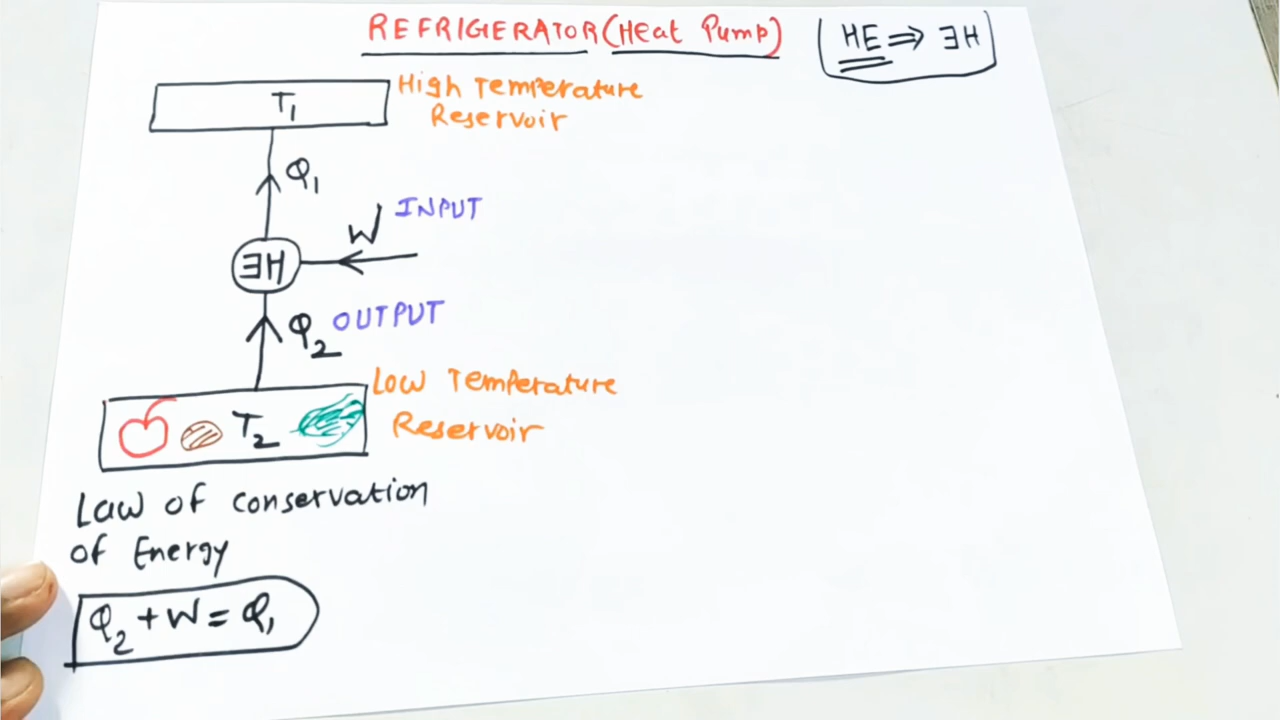 REFRIGERATOR (Heat Pump)
HE ⇒ ƎH
T₁
High Temperature
Reservoir
Q₁
W INPUT
ƎH
Q₂ OUTPUT
Low Temperature
Reservoir
T₂
Law of conservation
of Energy
Q₂ + W = Q₁